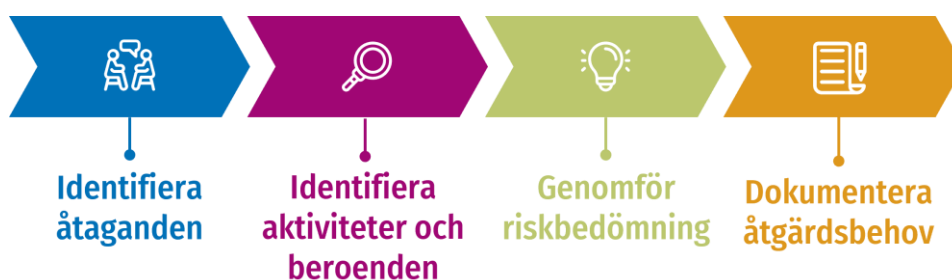 Identifiera
åtaganden
Identifiera
aktiviteter och
beroenden
Genomför
riskbedömning
Dokumentera
åtgärdsbehov